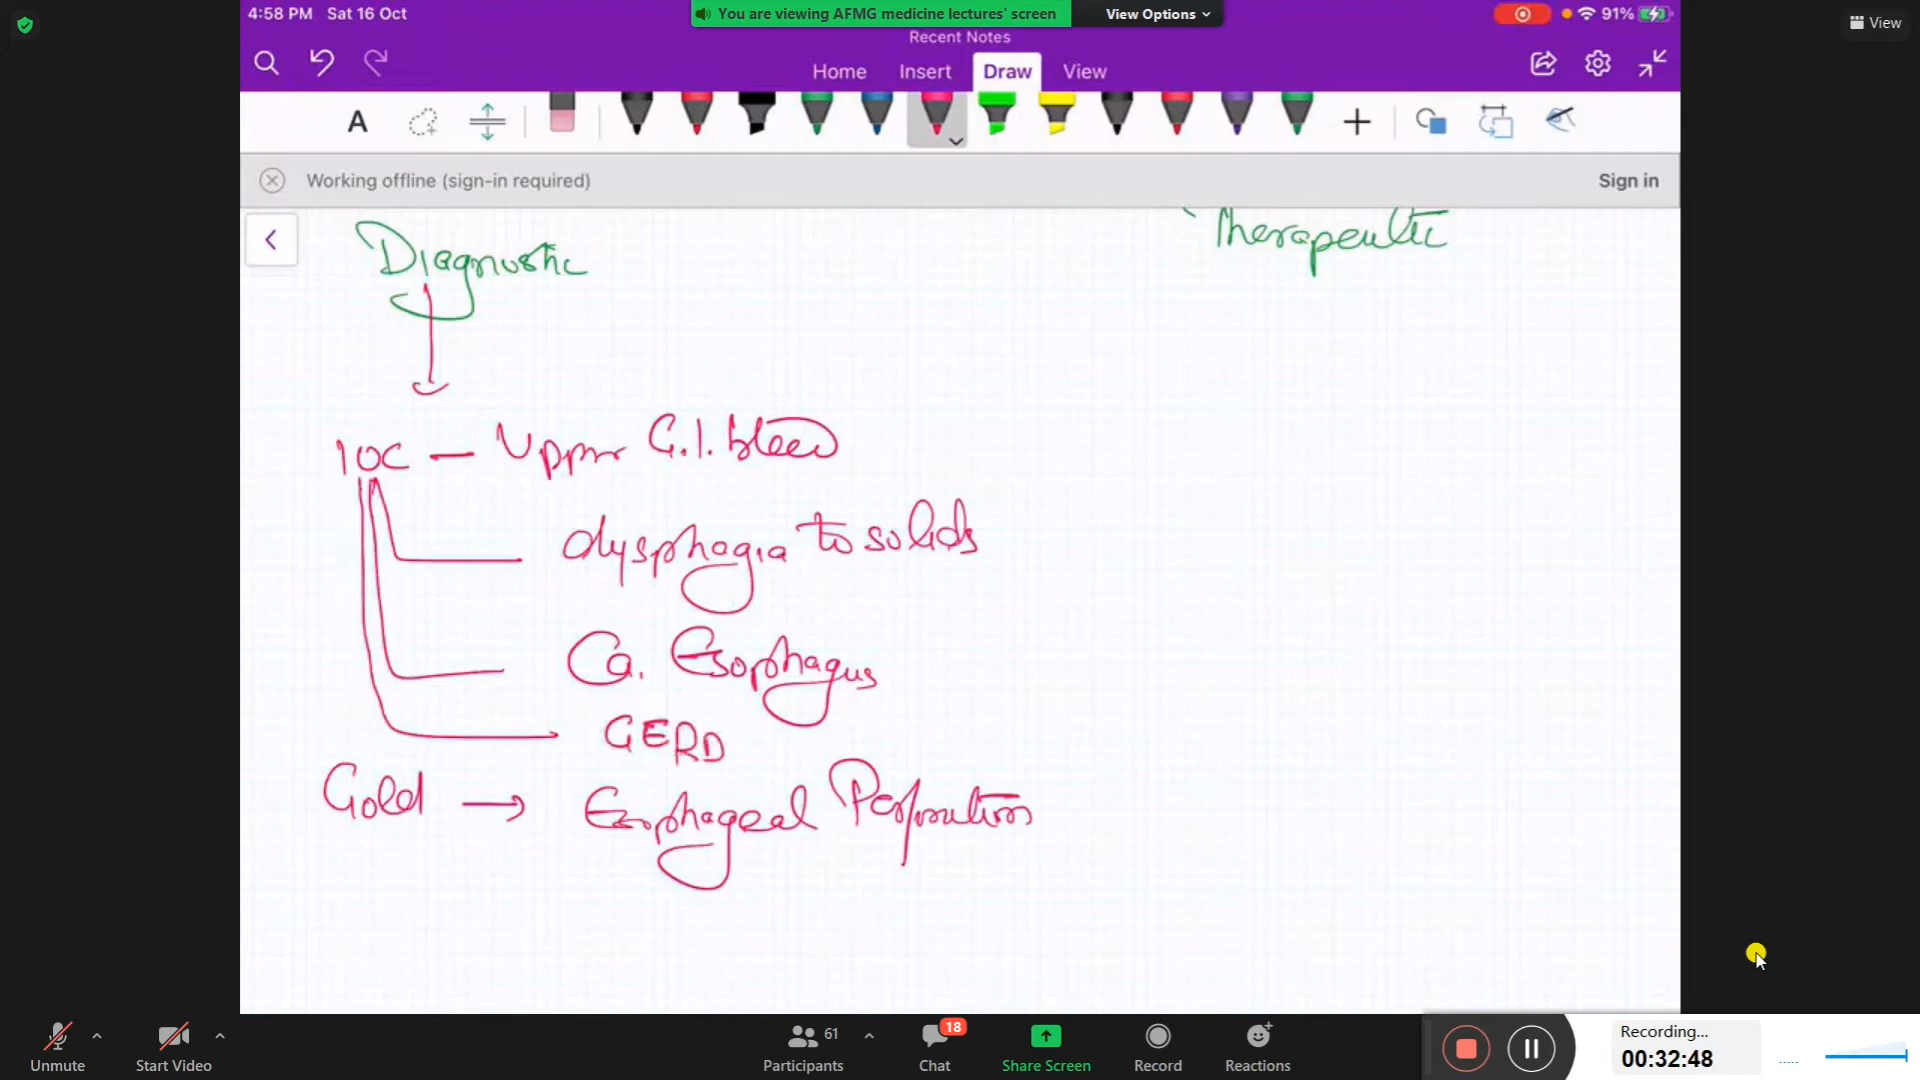 4:58 PM Sat 16 Oct
You are viewing AFMG medicine lectures' screen
View Options
91%
View
Recent Notes
Home Insert Draw View
A
Working offline (sign-in required)
Sign in
Diagnostic
Therapeutic
IOC — Upper G.I. bleed
dysphagia to solids
Ca. Esophagus
GERD
Gold → Esophageal Perforation
Unmute
Start Video
61
Participants
18
Chat
Share Screen
Record
Reactions
Recording...
00:32:48